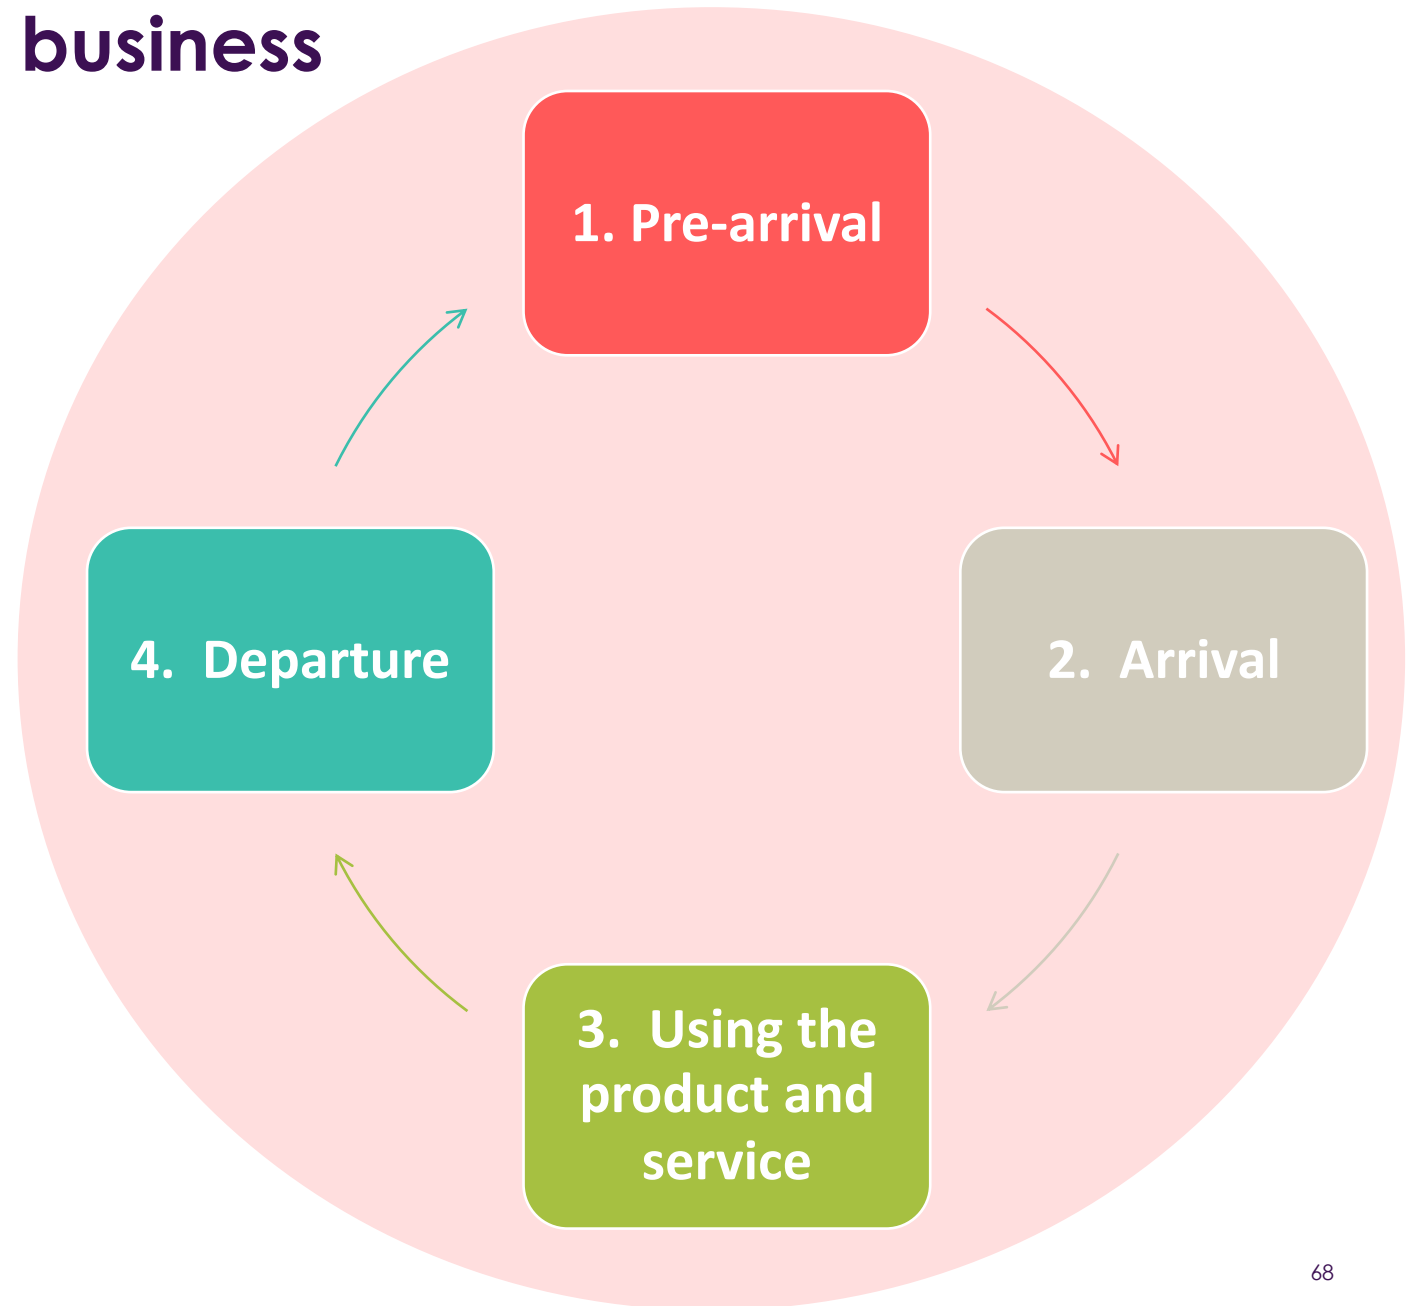 business
1. Pre-arrival
2. Arrival
3. Using the
product and
service
4. Departure
68